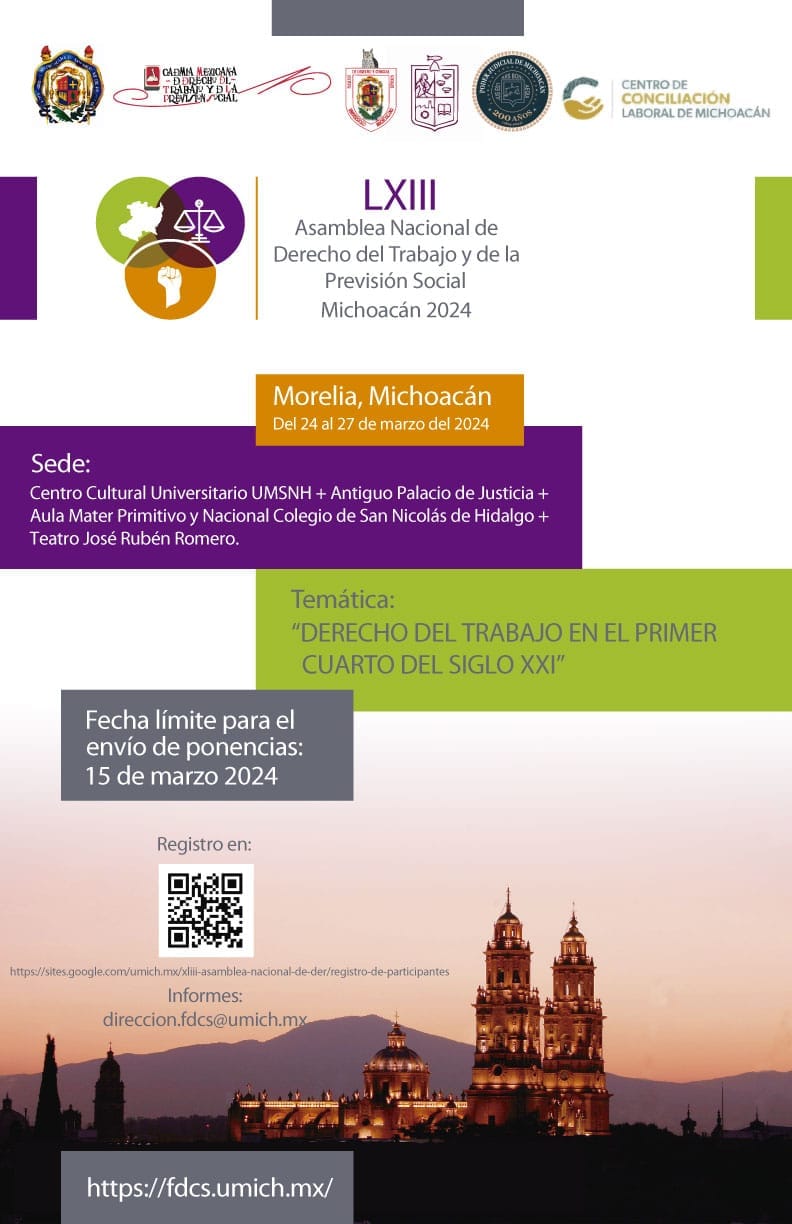 ACADEMIA MEXICANA
DE DERECHO DEL
TRABAJO Y DE LA
PREVISIÓN SOCIAL
PODER JUDICIAL DE MICHOACÁN
200 AÑOS
CENTRO DE
CONCILIACIÓN
LABORAL DE MICHOACÁN
LXIII
Asamblea Nacional de
Derecho del Trabajo y de la
Previsión Social
Michoacán 2024
Morelia, Michoacán
Del 24 al 27 de marzo del 2024
Sede:
Centro Cultural Universitario UMSNH + Antiguo Palacio de Justicia +
Aula Mater Primitivo y Nacional Colegio de San Nicolás de Hidalgo +
Teatro José Rubén Romero.
Temática:
“DERECHO DEL TRABAJO EN EL PRIMER
CUARTO DEL SIGLO XXI”
Fecha límite para el
envío de ponencias:
15 de marzo 2024
Registro en:
https://sites.google.com/umich.mx/xliii-asamblea-nacional-de-der/registro-de-participantes
Informes:
direccion.fdcs@umich.mx
https://fdcs.umich.mx/